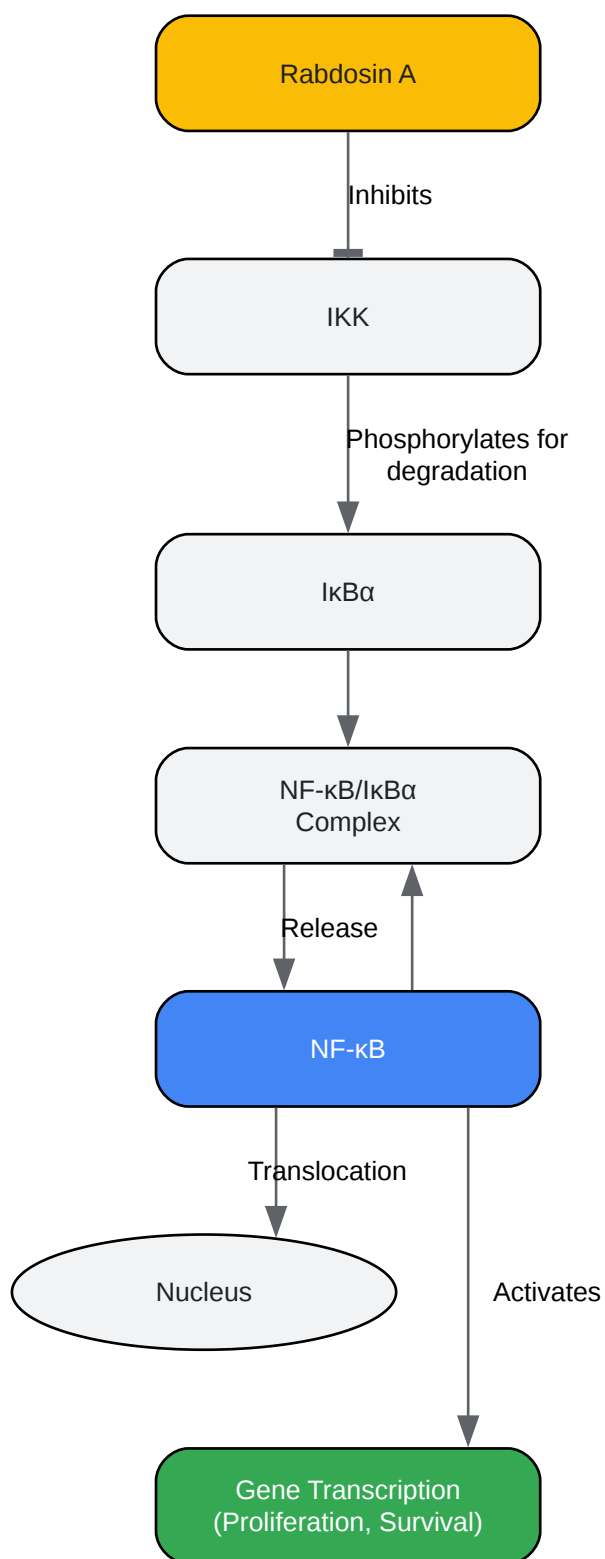 Rabdosin A
Inhibits
IKK
Phosphorylates for
degradation
IκBα
NF-κB/IκBα
Complex
Release
NF-κB
Translocation
Nucleus
Activates
Gene Transcription
(Proliferation, Survival)